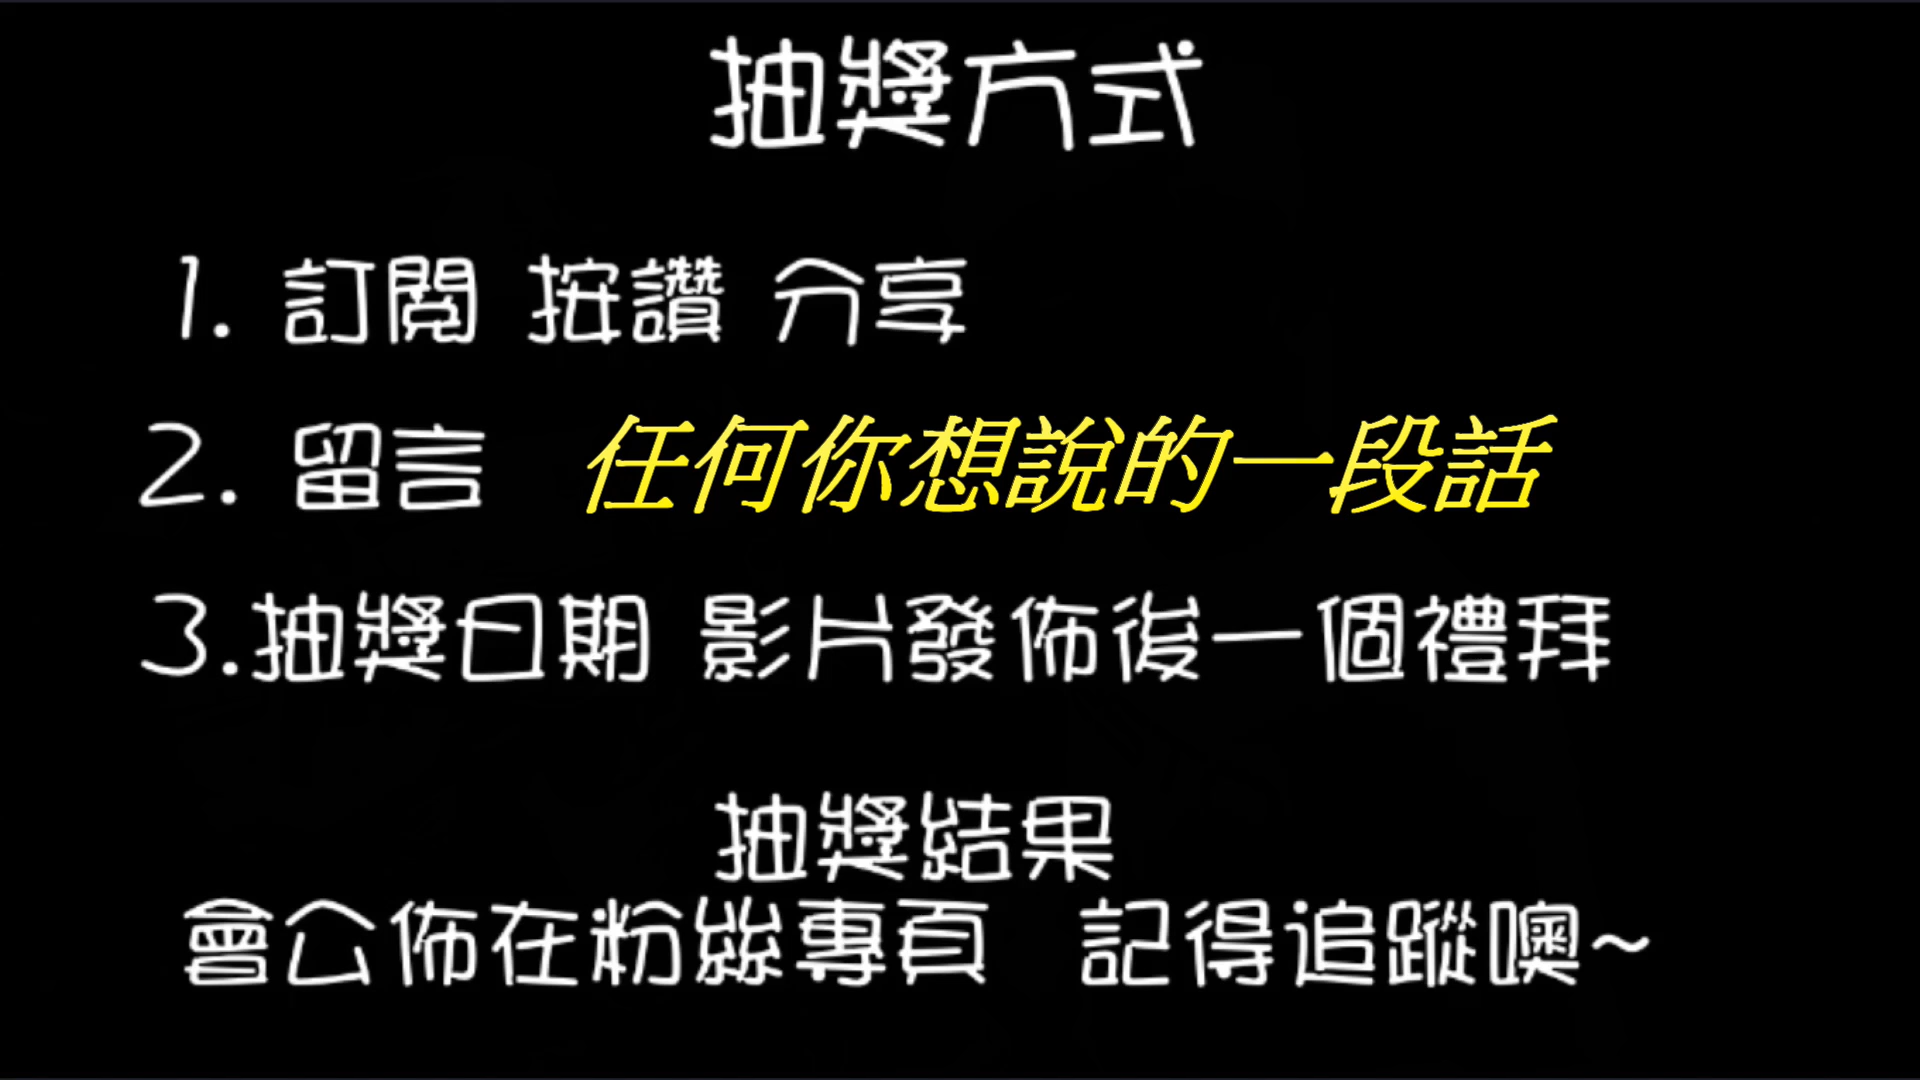 抽獎方式
1. 訂閱 按讚 分享
2. 留言 任何你想說的一段話
3.抽獎日期 影片發佈後一個禮拜
抽獎結果
會公佈在粉絲專頁 記得追蹤噢~